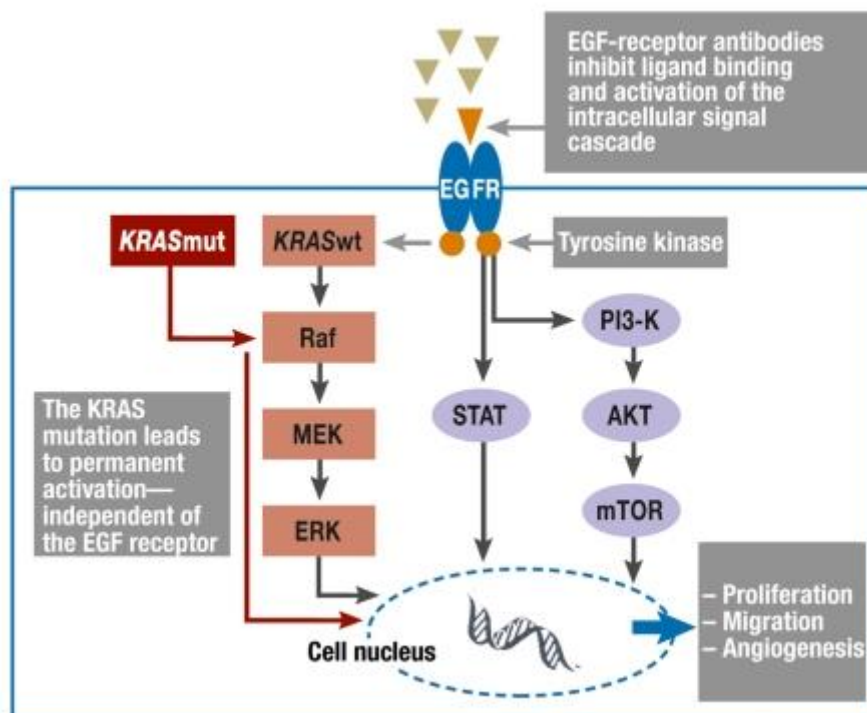 EGF-receptor antibodies
inhibit ligand binding
and activation of the
intracellular signal
cascade
EG FR
KRASmut
KRASwt
Tyrosine kinase
Raf
PI3-K
The KRAS
mutation leads
to permanent
activation—
independent of
the EGF receptor
MEK
STAT
AKT
ERK
mTOR
– Proliferation
– Migration
– Angiogenesis
Cell nucleus